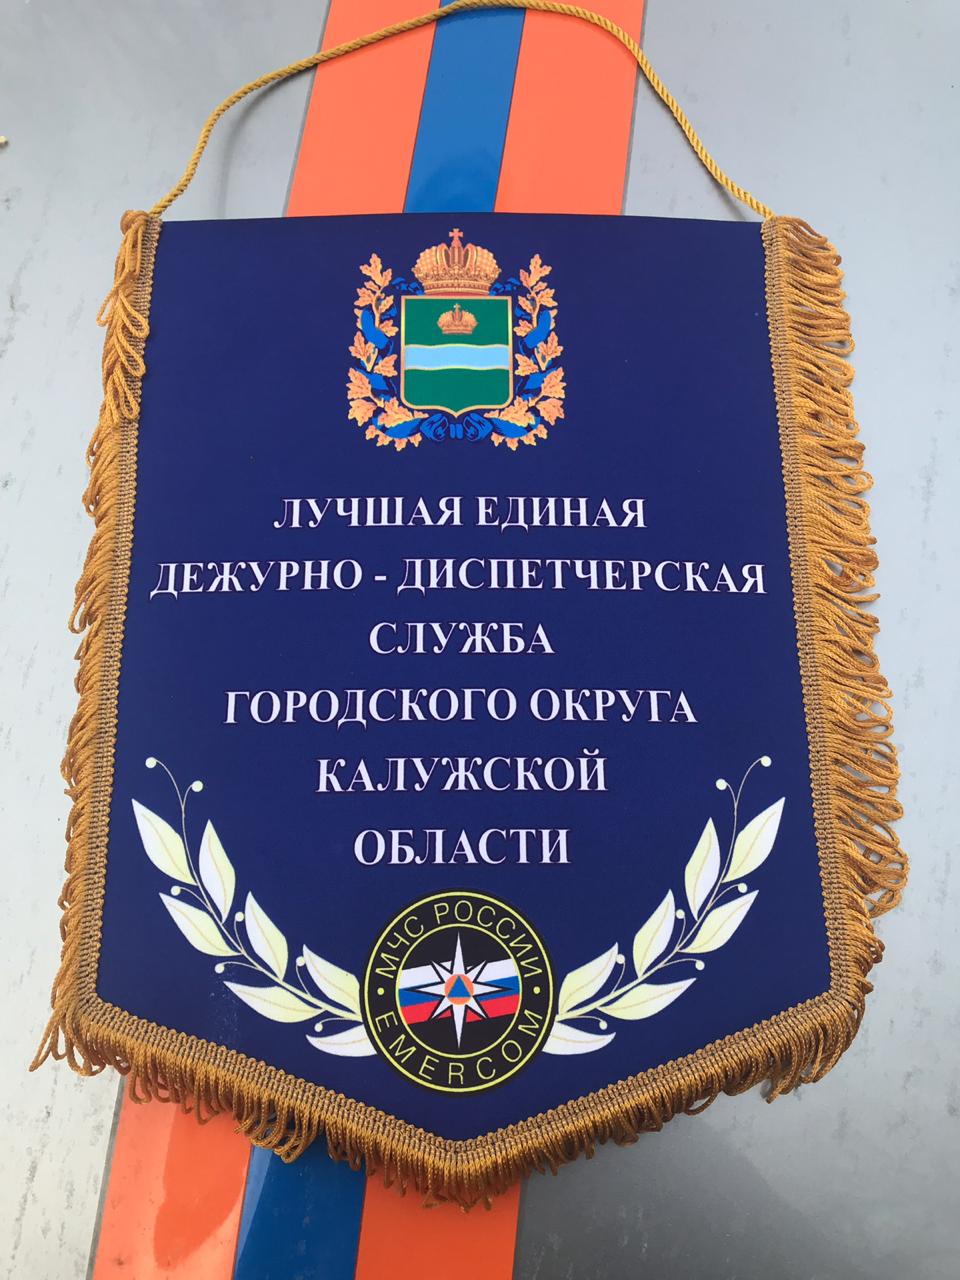 ЛУЧШАЯ ЕДИНАЯ
ДЕЖУРНО - ДИСПЕТЧЕРСКАЯ
СЛУЖБА
ГОРОДСКОГО ОКРУГА
КАЛУЖСКОЙ
ОБЛАСТИ
• МЧС РОССИИ •
EMERCOM